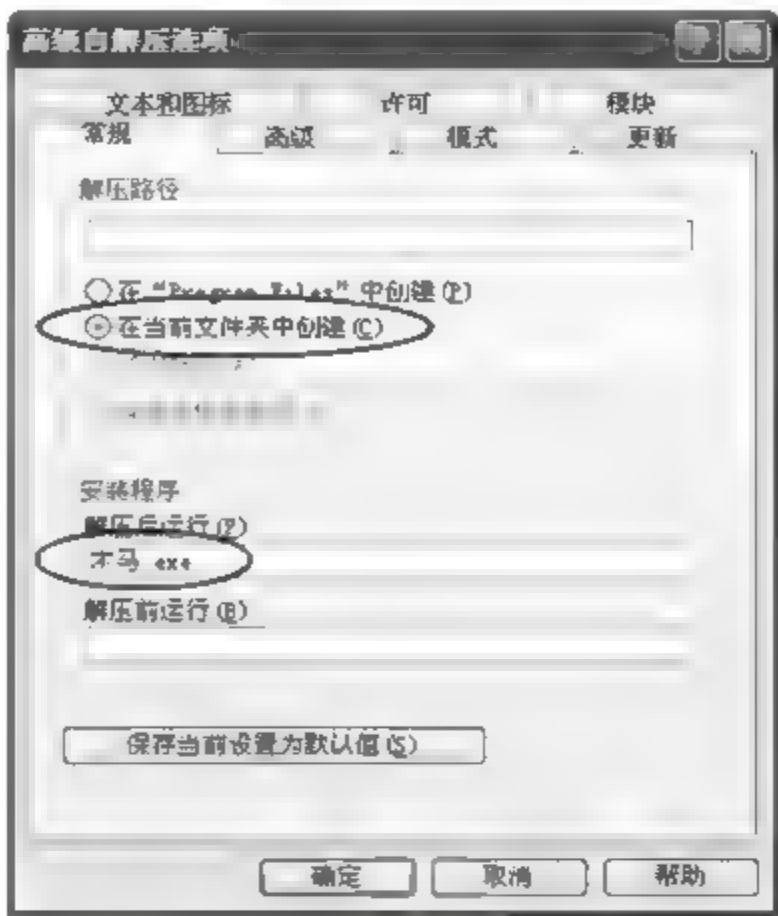 高级自解压选项
文本和图标 许可 模块
常规 高级 模式 更新
解压路径
在“Program Files”中创建(P)
在当前文件夹中创建(C)
安装程序
解压后运行(F)
木马.exe
解压前运行(B)
保存当前设置为默认值(S)
确定 取消 帮助